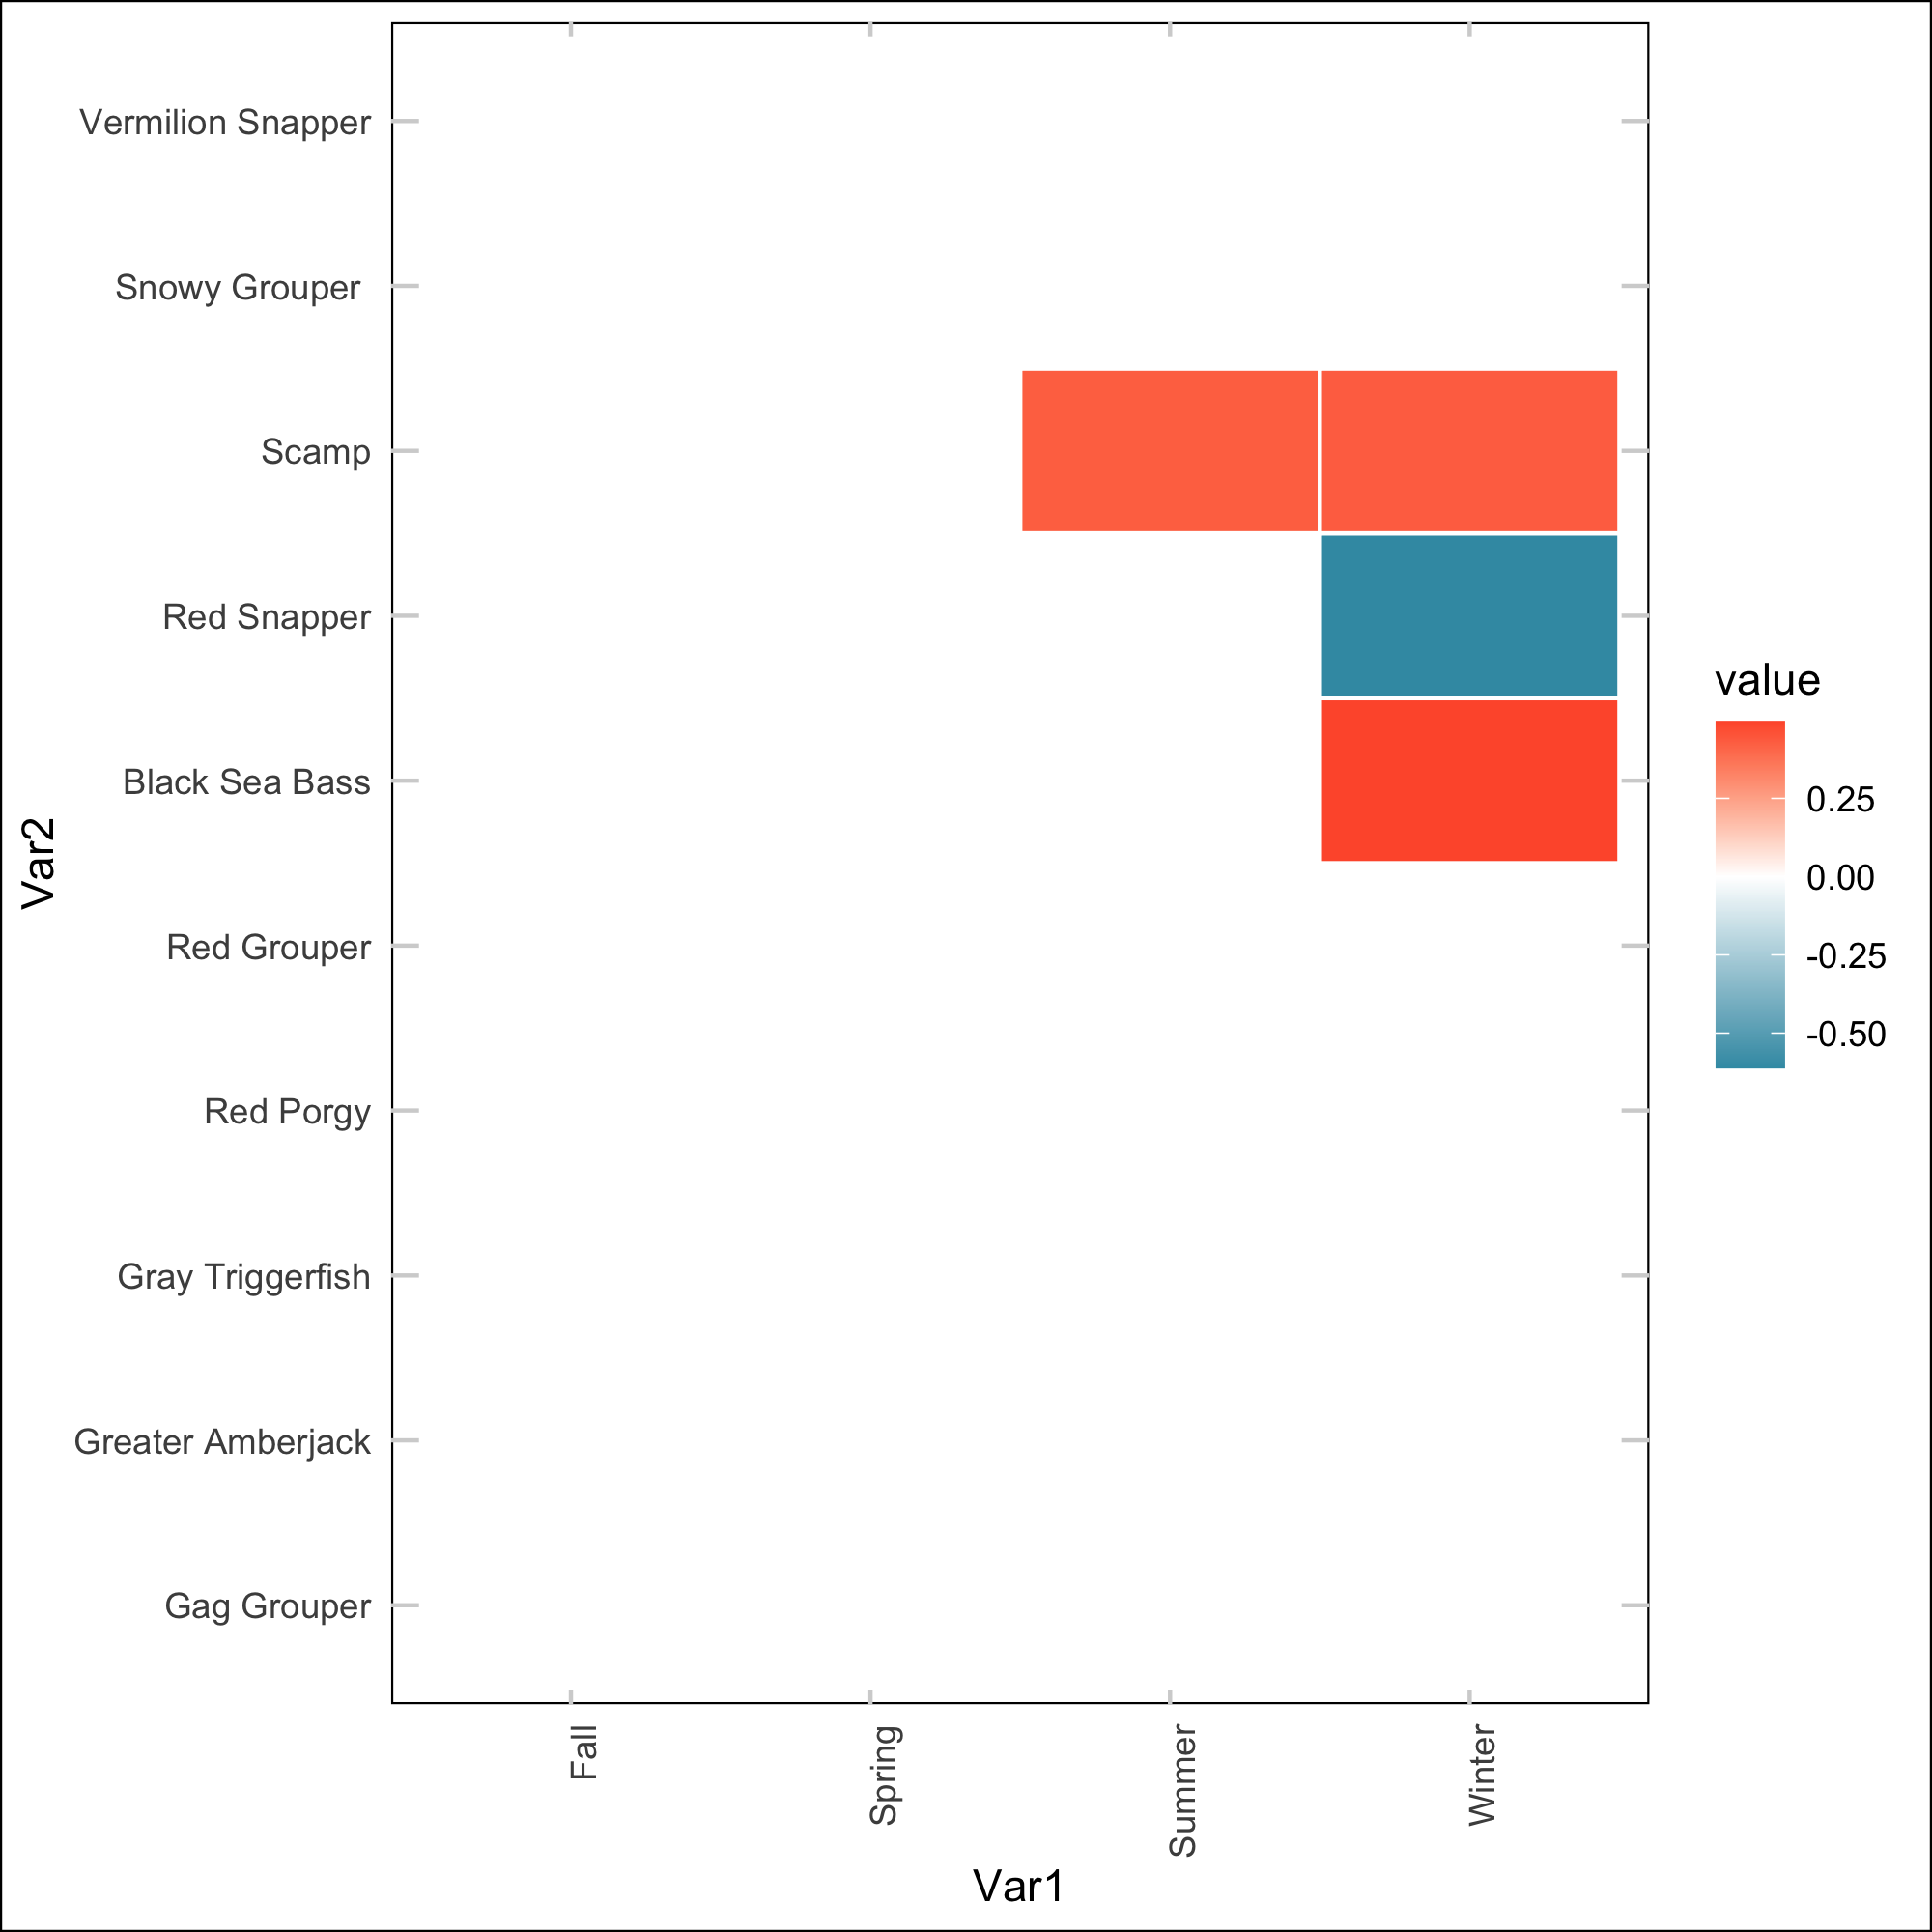 Vermilion Snapper
Snowy Grouper
Scamp
Red Snapper
Black Sea Bass
Red Grouper
Red Porgy
Gray Triggerfish
Greater Amberjack
Gag Grouper
Var2
Fall
Spring
Summer
Winter
Var1
value
0.25
0.00
-0.25
-0.50